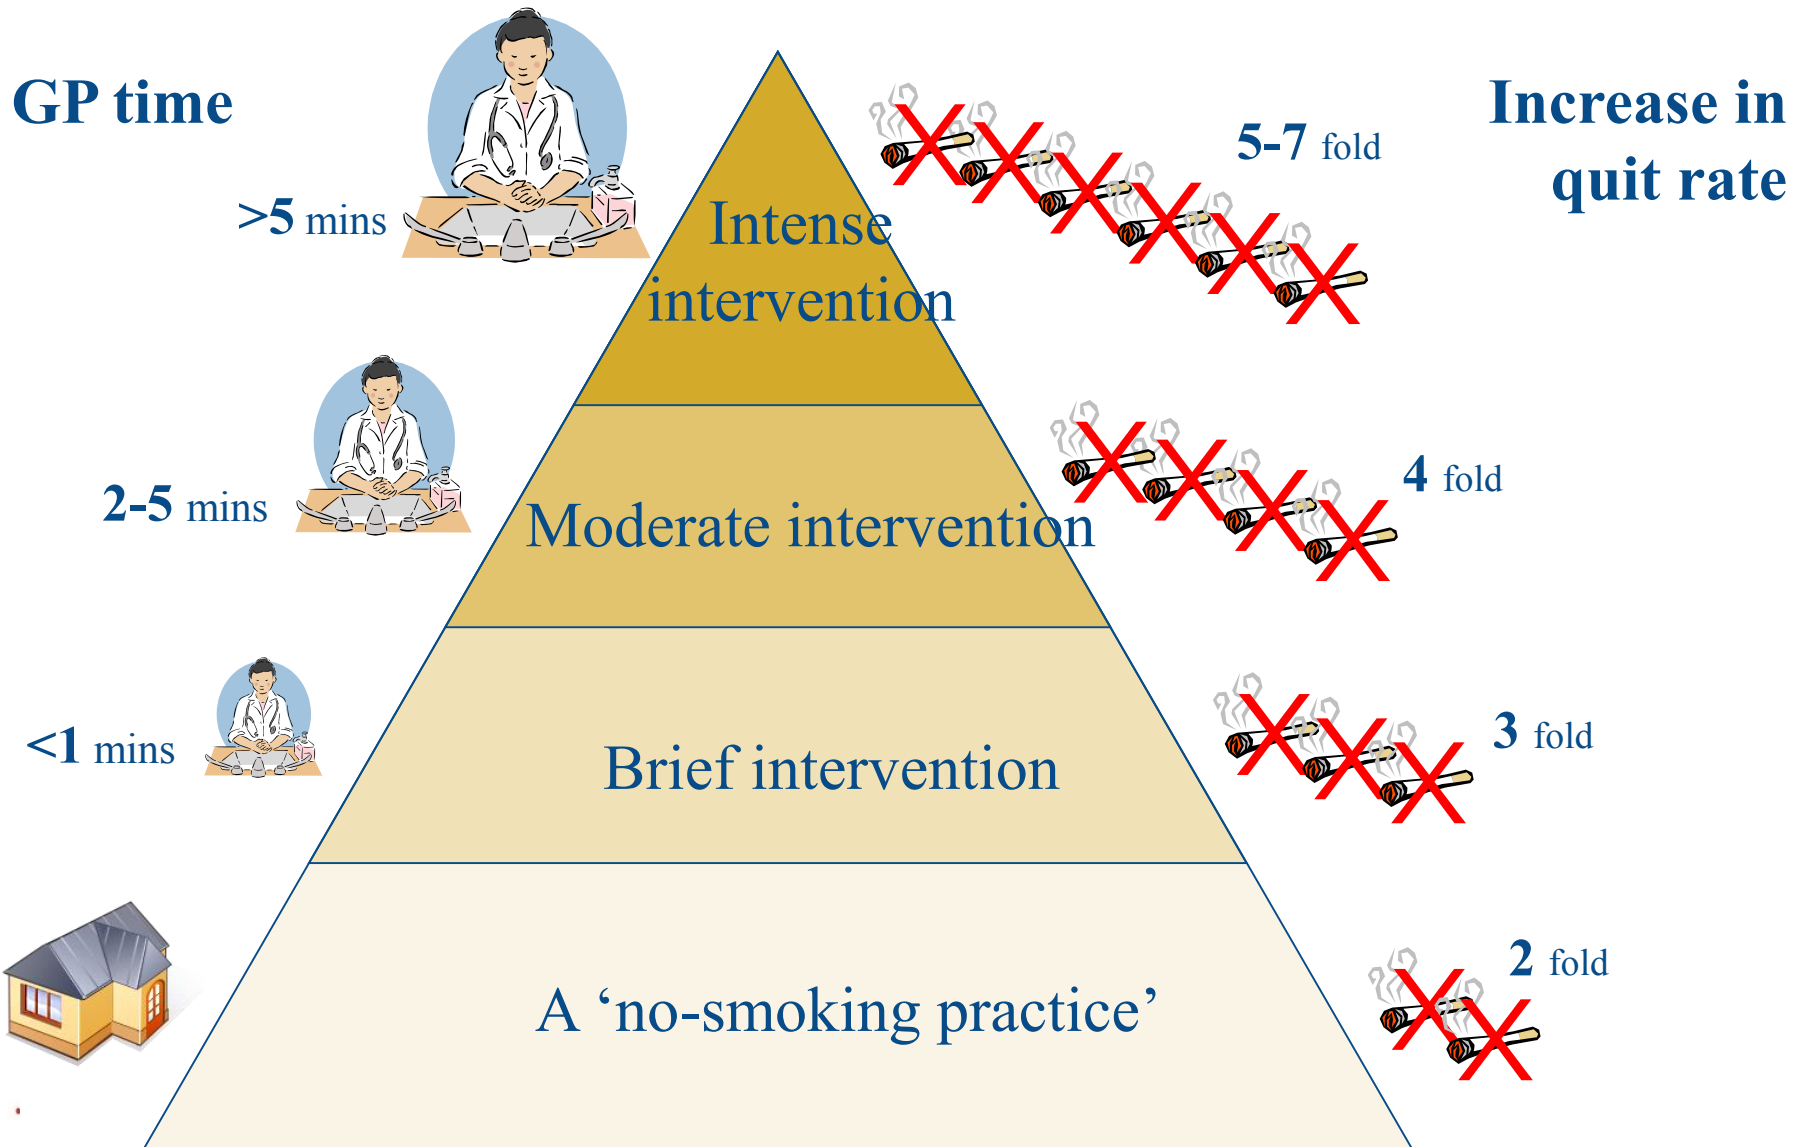 GP time
Increase in
quit rate
>5 mins
Intense
intervention
5-7 fold
2-5 mins
Moderate intervention
4 fold
<1 mins
Brief intervention
3 fold
A ‘no-smoking practice’
2 fold